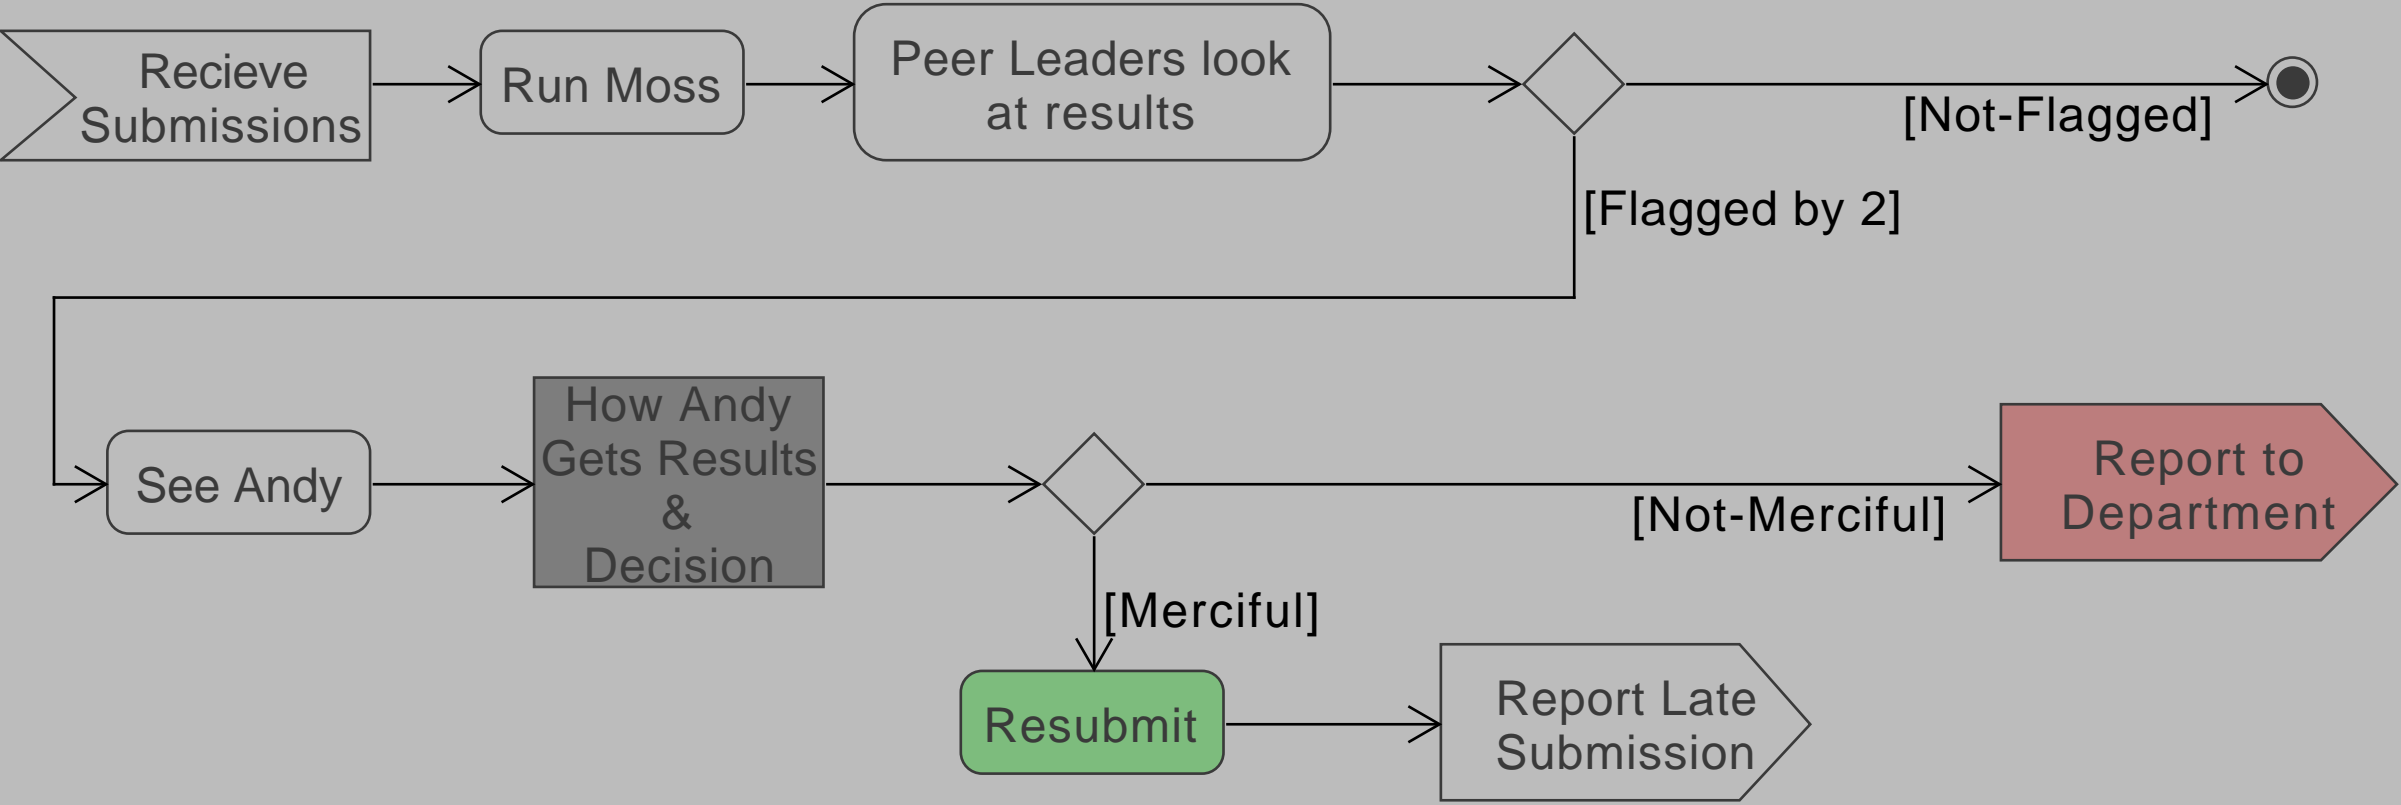 Recieve
Submissions
Run Moss
Peer Leaders look
at results
[Not-Flagged]
[Flagged by 2]
See Andy
How Andy
Gets Results
&
Decision
[Not-Merciful]
Report to
Department
[Merciful]
Resubmit
Report Late
Submission